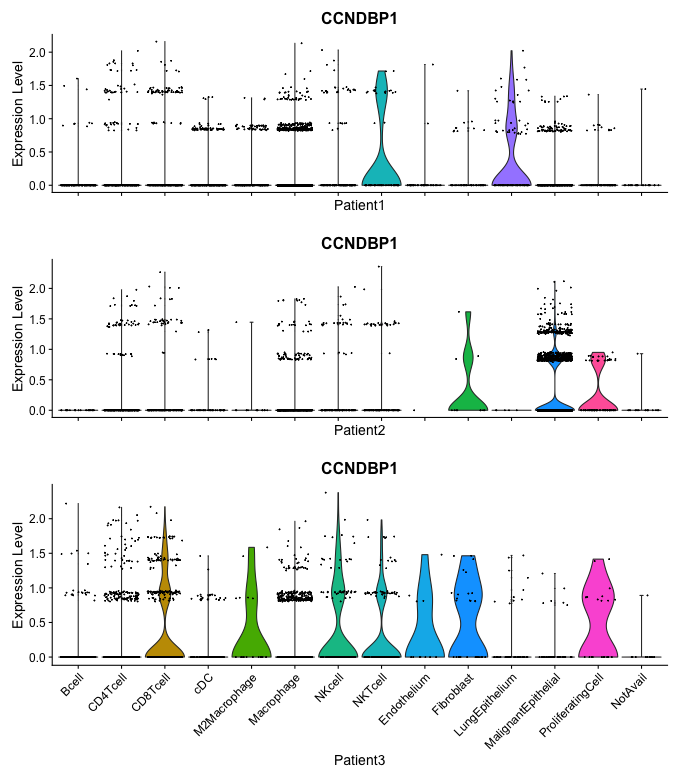 CCNDBP1
Expression Level
2.0
1.5
1.0
0.5
0.0
Patient1
CCNDBP1
Expression Level
2.0
1.5
1.0
0.5
0.0
Patient2
CCNDBP1
Expression Level
2.0
1.5
1.0
0.5
0.0
Bcell
CD4Tcell
CD8Tcell
cDC
M2Macrophage
Macrophage
NKcell
NKTcell
Endothelium
Fibroblast
LungEpithelium
MalignantEpithelial
ProliferatingCell
NotAvail
Patient3